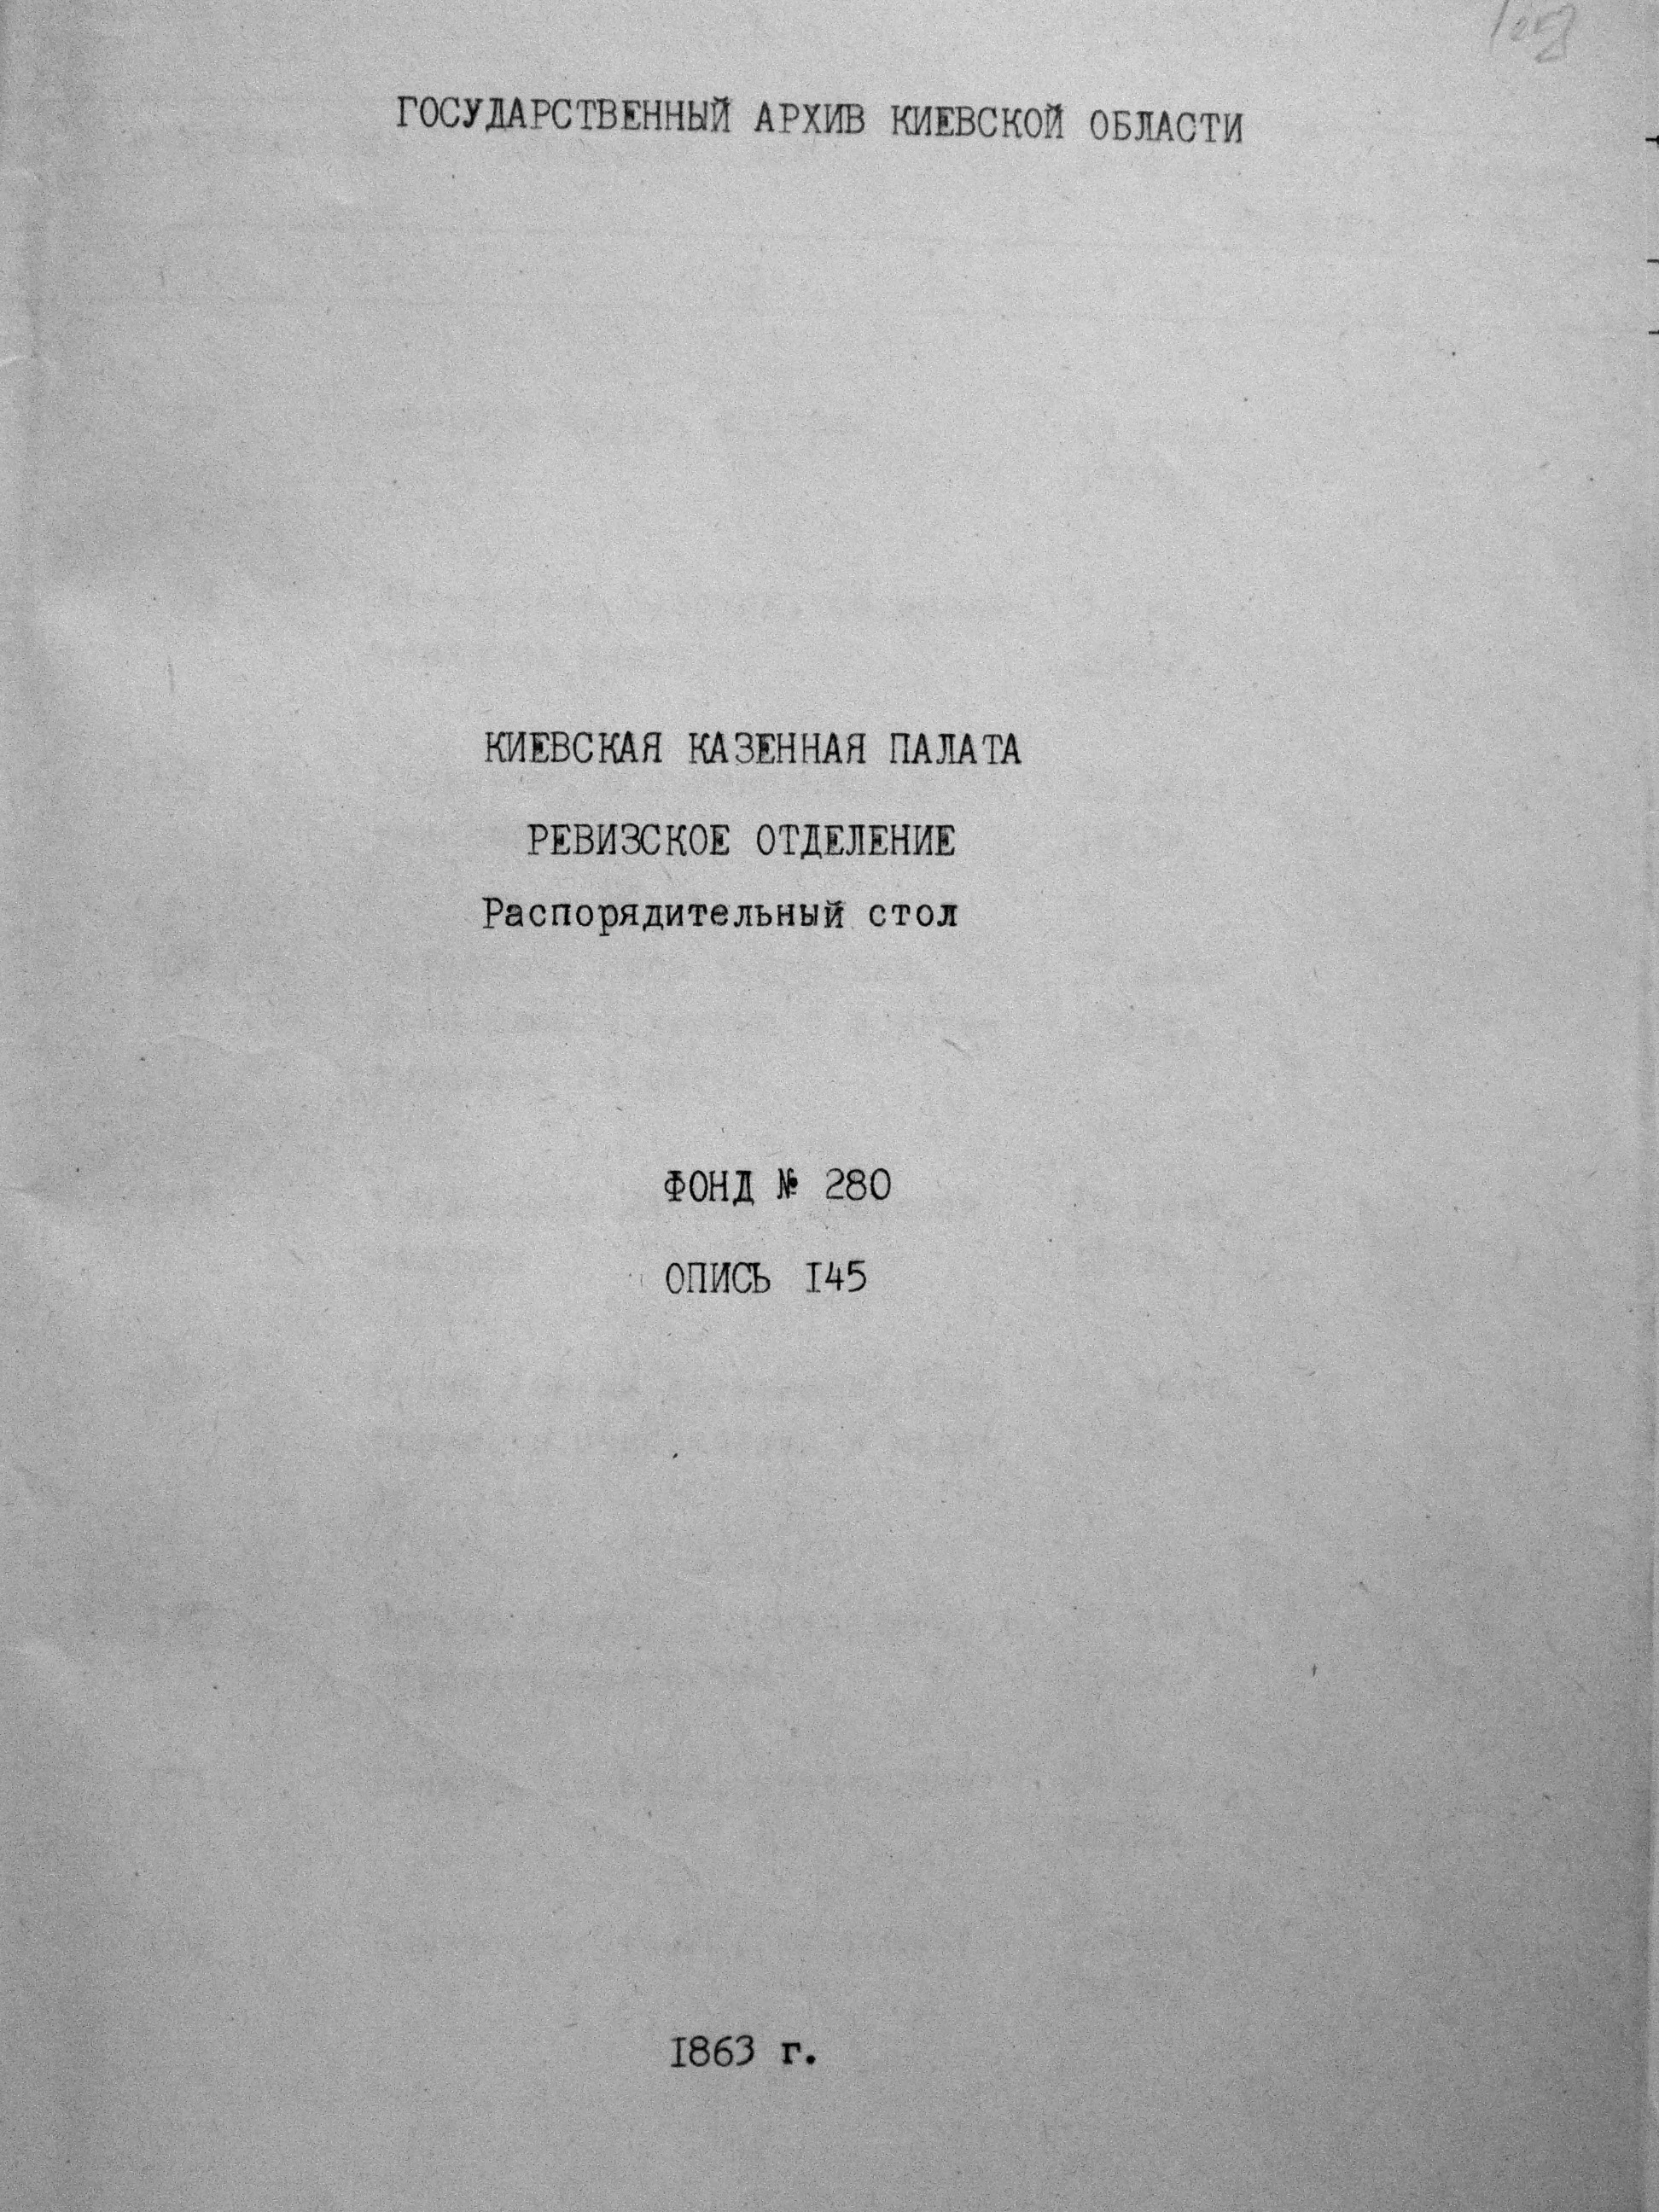 ГОСУДАРСТВЕННЫЙ АРХИВ КИЕВСКОЙ ОБЛАСТИ
КИЕВСКАЯ КАЗЕННАЯ ПАЛАТА
РЕВИЗСКОЕ ОТДЕЛЕНИЕ
Распорядительный стол
ФОНД № 280
ОПИСЬ I45
I863 г.